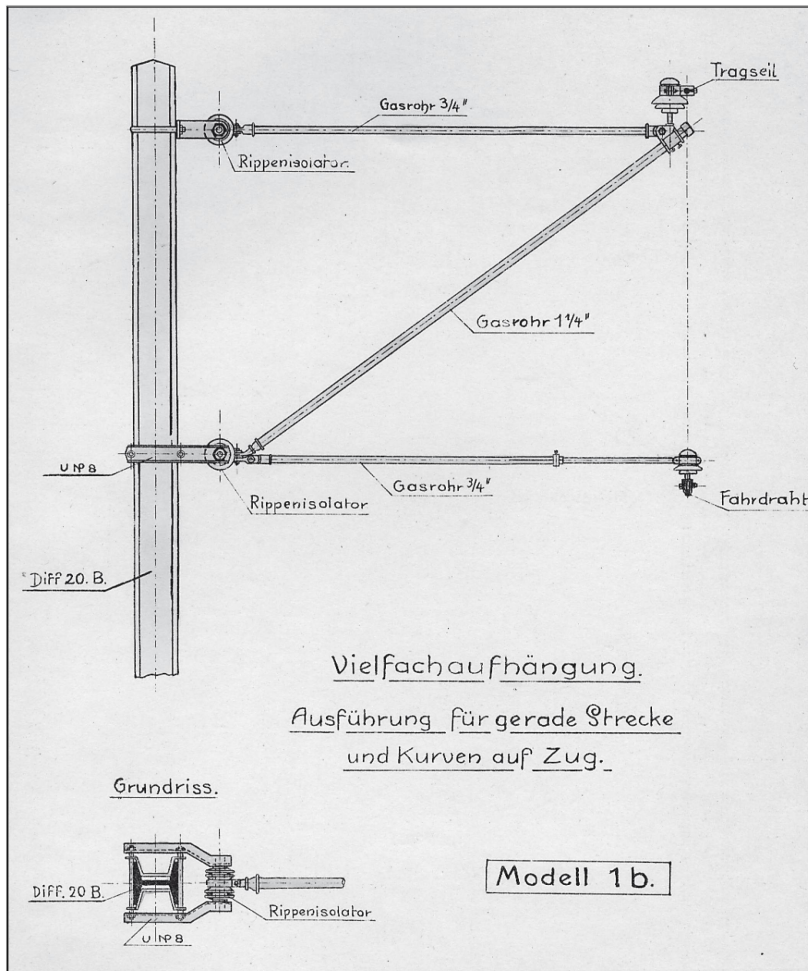 Tragseil
Gasrohr 3/4"
Rippenisolator.
Gasrohr 1 1/4"
U № 8
Gasrohr 3/4"
Rippenisolator
Fahrdraht
Diff 20. B.
Vielfachaufhängung.
Ausführung für gerade Strecke
und Kurven auf Zug.
Grundriss.
Diff. 20 B.
Modell 1b.
Rippenisolator
U № 8